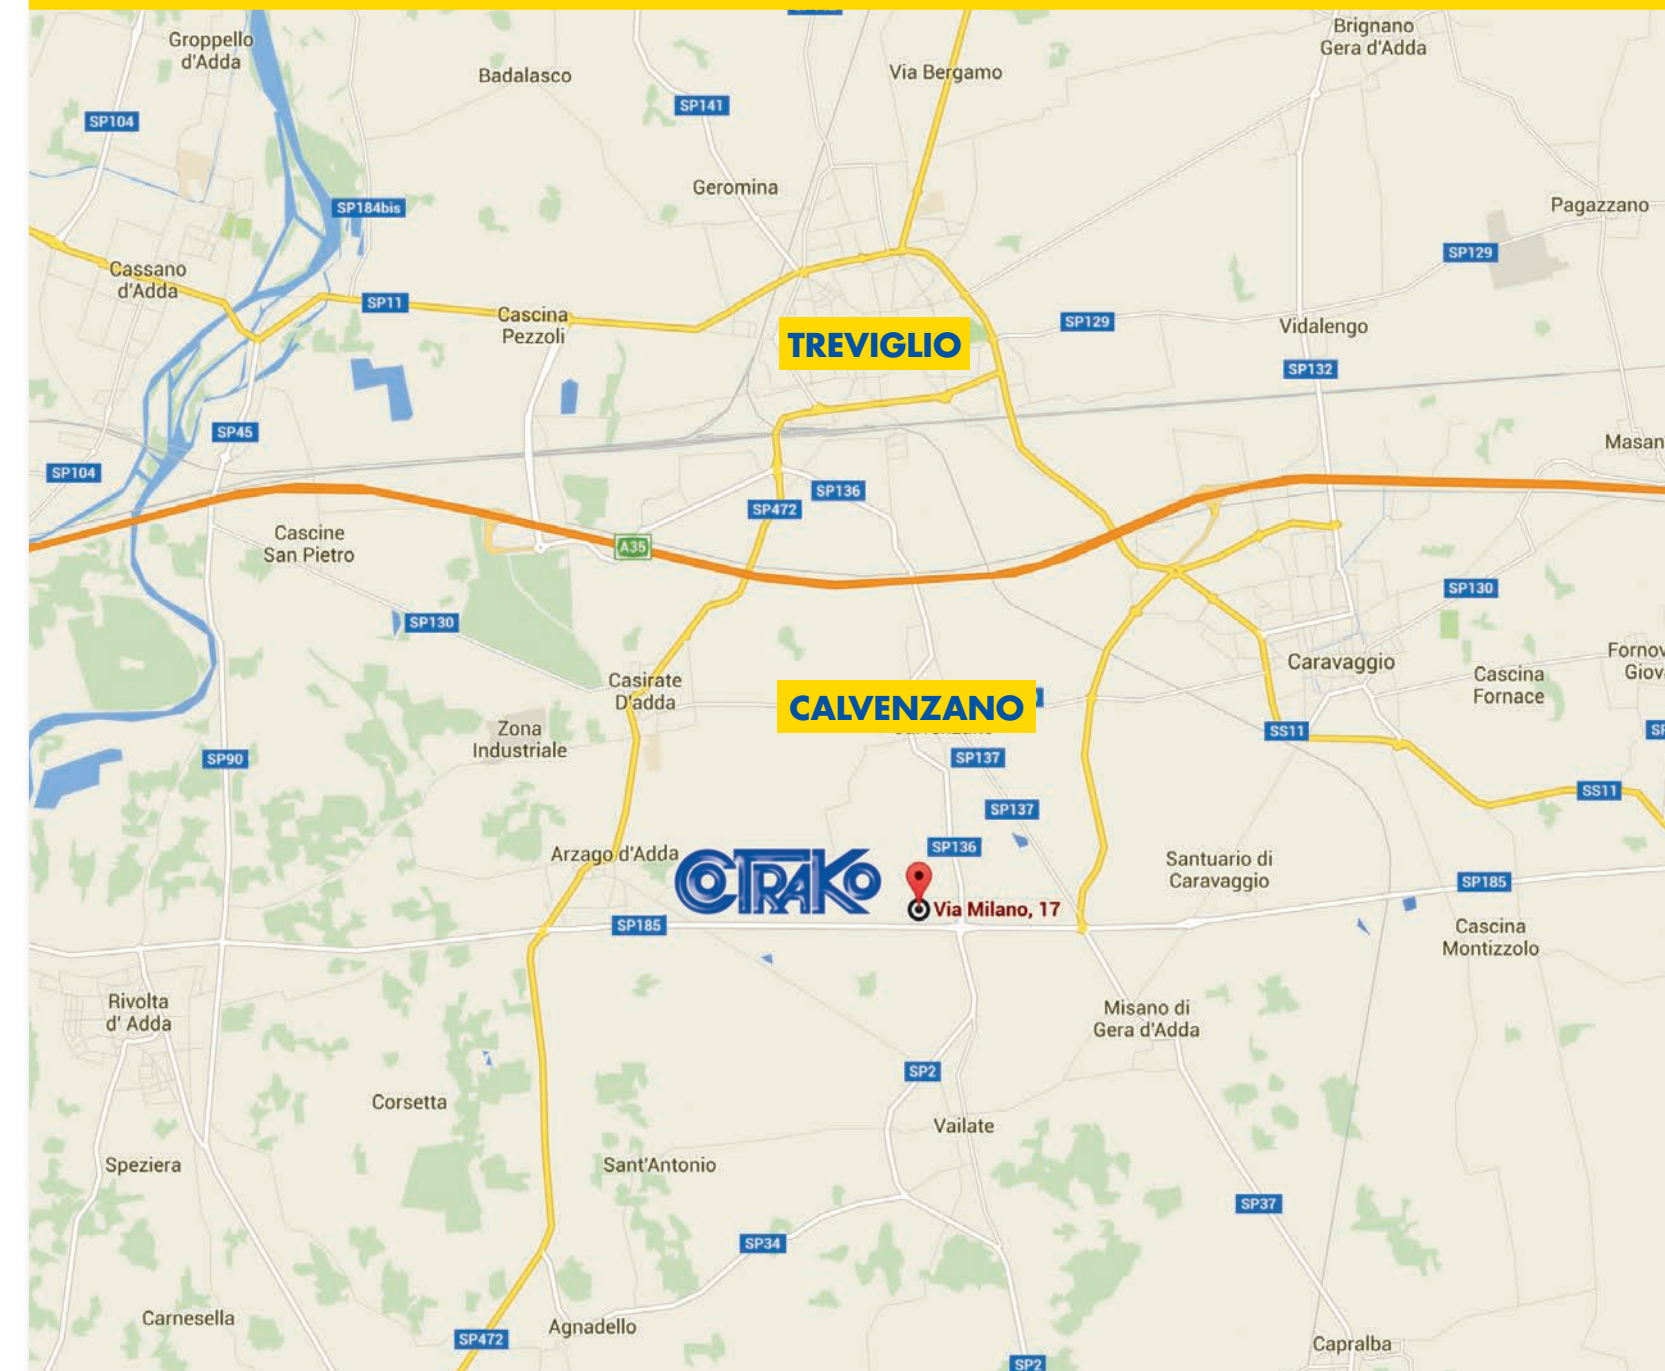 Groppello
d'Adda
Badalasco
Via Bergamo
Brignano
Gera d'Adda
SP104
SP141
Geromina
SP184bis
Pagazzano
SP129
Cassano
d'Adda
SP11
Cascina
Pezzoli
TREVIGLIO
SP129
Vidalengo
SP132
SP45
SP104
Masan
SP136
SP472
Cascine
San Pietro
A35
SP130
SP130
Caravaggio
Fornov
Giov
Cascina
Fornace
Casirate
D'adda
CALVENZANO
Zona
Industriale
SS11
SP90
SP137
SS11
SP137
SP136
Arzago d'Adda
COTRAKO
Via Milano, 17
Santuario di
Caravaggio
SP185
SP185
Cascina
Montizzolo
Rivolta
d' Adda
Misano di
Gera d'Adda
SP2
Corsetta
Vailate
Speziera
Sant'Antonio
SP37
SP34
Carnesella
SP472
Agnadello
Capralba
SP2